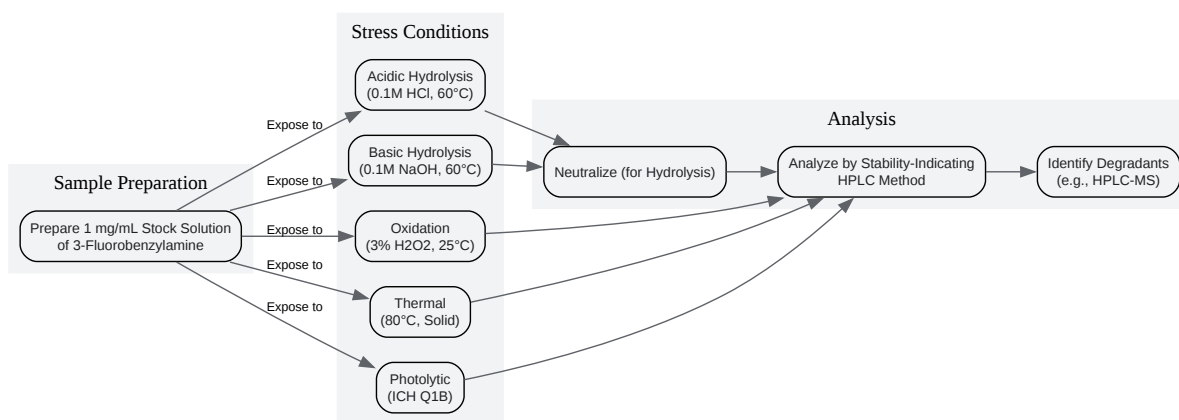 Stress Conditions
Acidic Hydrolysis
(0.1M HCl, 60°C)
Analysis
Expose to
Basic Hydrolysis
(0.1M NaOH, 60°C)
Neutralize (for Hydrolysis)
Analyze by Stability-Indicating
HPLC Method
Identify Degradants
(e.g., HPLC-MS)
Sample Preparation
Expose to
Prepare 1 mg/mL Stock Solution
of 3-Fluorobenzylamine
Expose to
Oxidation
(3% H2O2, 25°C)
Expose to
Thermal
(80°C, Solid)
Expose to
Photolytic
(ICH Q1B)